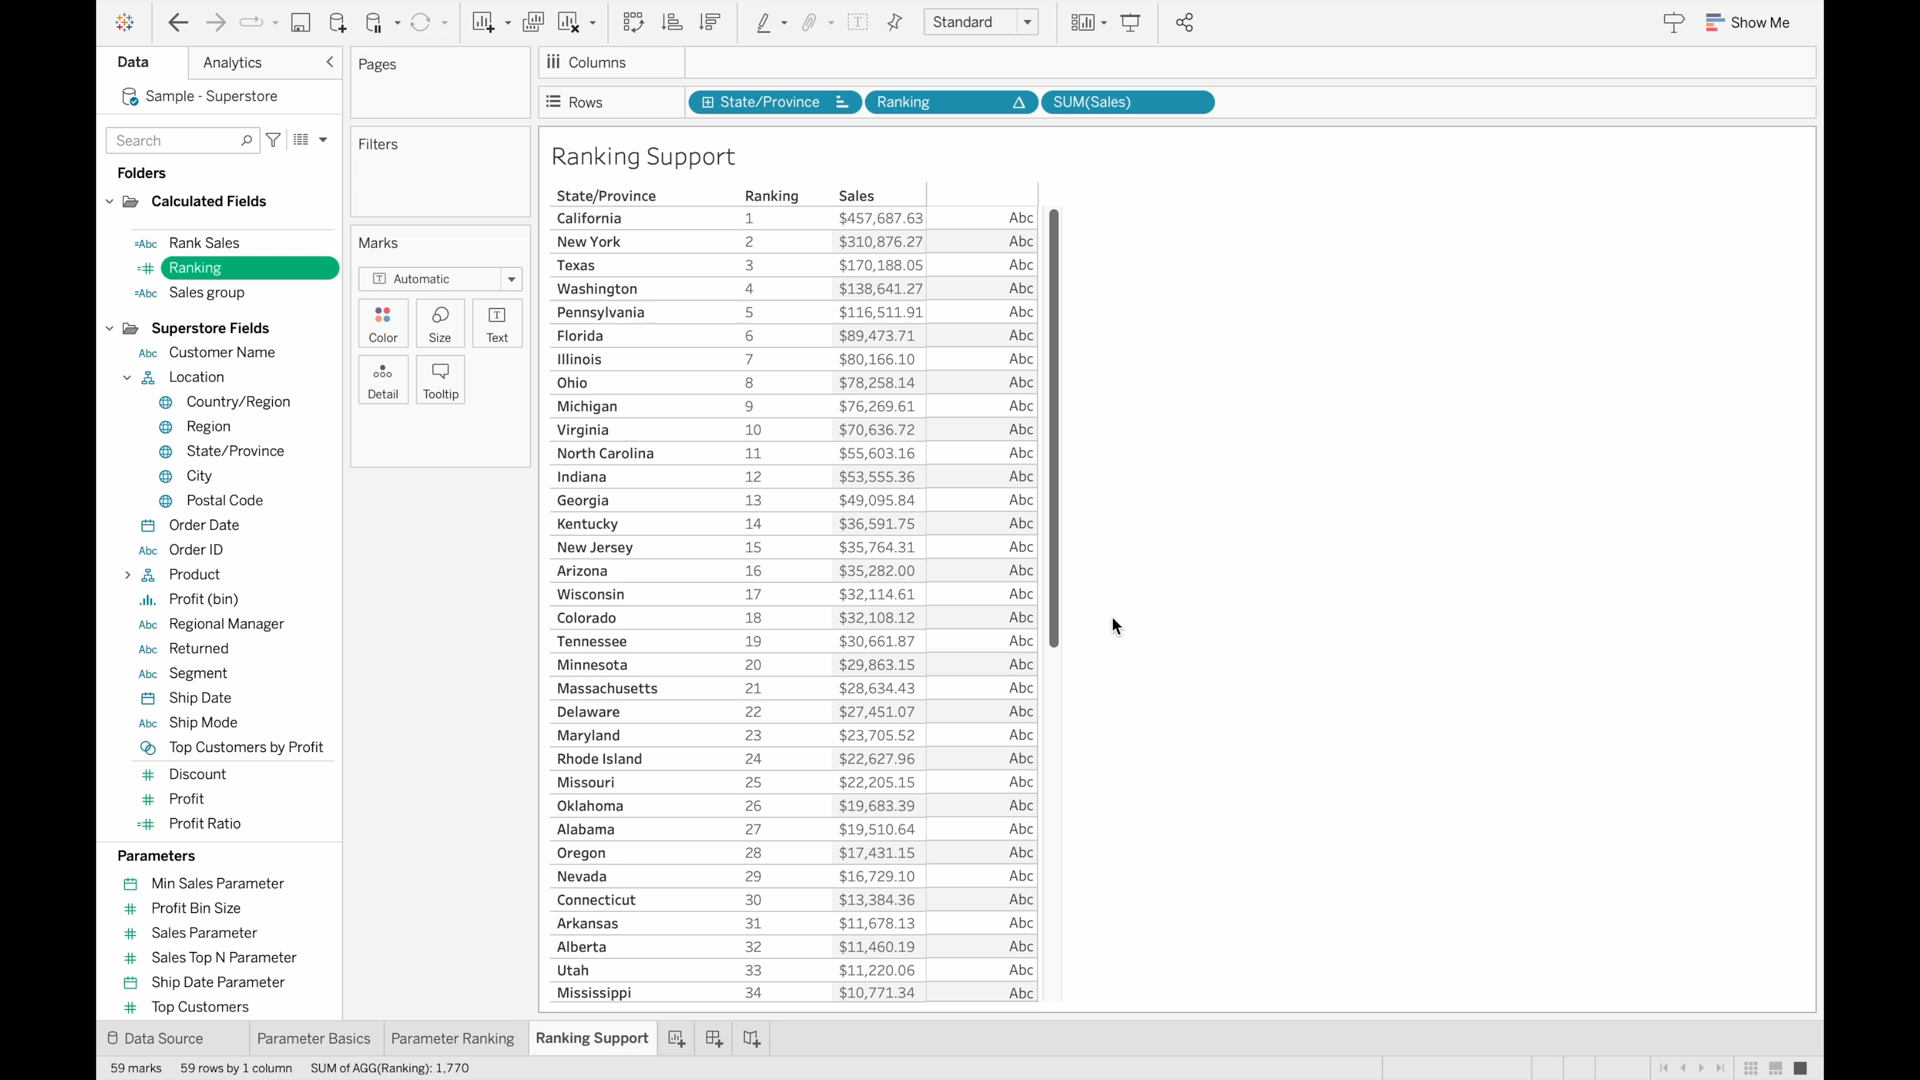 Standard
Show Me
Data
Analytics
Sample - Superstore
Search
Folders
Calculated Fields
=Abc Rank Sales
=# Ranking
=Abc Sales group
Superstore Fields
Abc Customer Name
Location
Country/Region
Region
State/Province
City
Postal Code
Order Date
Abc Order ID
Product
Profit (bin)
Abc Regional Manager
Abc Returned
Abc Segment
Ship Date
Abc Ship Mode
Top Customers by Profit
# Discount
# Profit
=# Profit Ratio
Parameters
Min Sales Parameter
# Profit Bin Size
# Sales Parameter
# Sales Top N Parameter
Ship Date Parameter
# Top Customers
Pages
Filters
Marks
T Automatic
Color
Size
T Text
Detail
Tooltip
Columns
Rows
State/Province
Ranking
SUM(Sales)
Ranking Support
State/Province Ranking Sales
California 1 $457,687.63 Abc
New York 2 $310,876.27 Abc
Texas 3 $170,188.05 Abc
Washington 4 $138,641.27 Abc
Pennsylvania 5 $116,511.91 Abc
Florida 6 $89,473.71 Abc
Illinois 7 $80,166.10 Abc
Ohio 8 $78,258.14 Abc
Michigan 9 $76,269.61 Abc
Virginia 10 $70,636.72 Abc
North Carolina 11 $55,603.16 Abc
Indiana 12 $53,555.36 Abc
Georgia 13 $49,095.84 Abc
Kentucky 14 $36,591.75 Abc
New Jersey 15 $35,764.31 Abc
Arizona 16 $35,282.00 Abc
Wisconsin 17 $32,114.61 Abc
Colorado 18 $32,108.12 Abc
Tennessee 19 $30,661.87 Abc
Minnesota 20 $29,863.15 Abc
Massachusetts 21 $28,634.43 Abc
Delaware 22 $27,451.07 Abc
Maryland 23 $23,705.52 Abc
Rhode Island 24 $22,627.96 Abc
Missouri 25 $22,205.15 Abc
Oklahoma 26 $19,683.39 Abc
Alabama 27 $19,510.64 Abc
Oregon 28 $17,431.15 Abc
Nevada 29 $16,729.10 Abc
Connecticut 30 $13,384.36 Abc
Arkansas 31 $11,678.13 Abc
Alberta 32 $11,460.19 Abc
Utah 33 $11,220.06 Abc
Mississippi 34 $10,771.34 Abc
Data Source
Parameter Basics
Parameter Ranking
Ranking Support
59 marks 59 rows by 1 column SUM of AGG(Ranking): 1,770